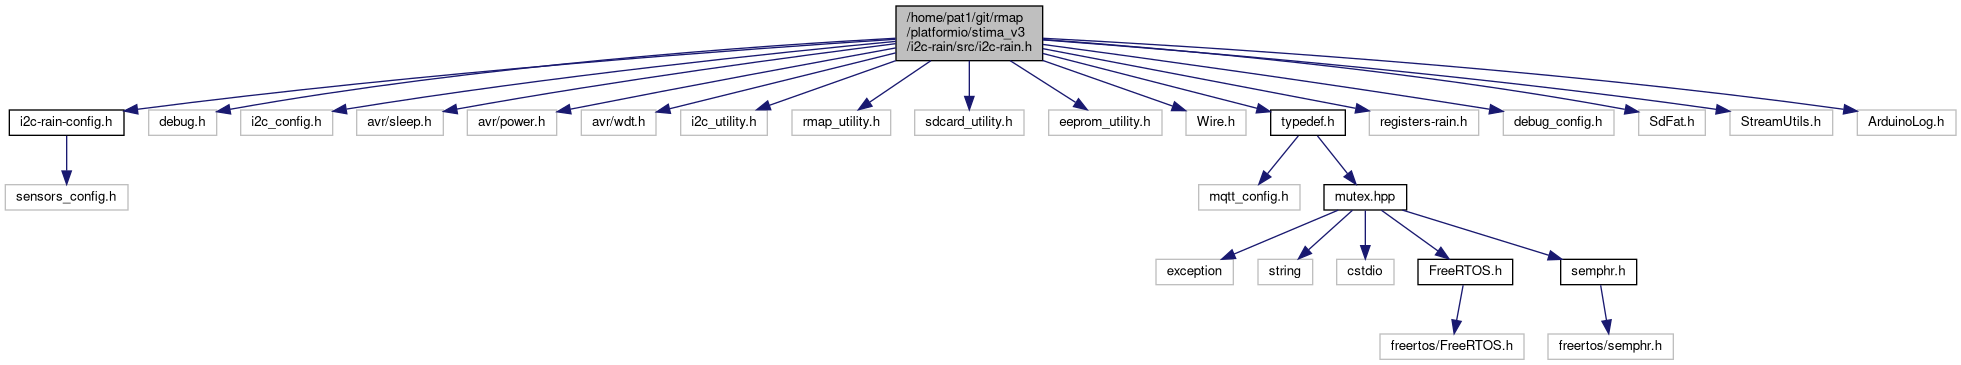 /home/pat1/git/rmap
/platformio/stima_v3
/i2c-rain/src/i2c-rain.h
i2c-rain-config.h
debug.h
i2c_config.h
avr/sleep.h
avr/power.h
avr/wdt.h
i2c_utility.h
rmap_utility.h
sdcard_utility.h
eeprom_utility.h
Wire.h
typedef.h
registers-rain.h
debug_config.h
SdFat.h
StreamUtils.h
ArduinoLog.h
sensors_config.h
mqtt_config.h
mutex.hpp
exception
string
cstdio
FreeRTOS.h
semphr.h
freertos/FreeRTOS.h
freertos/semphr.h